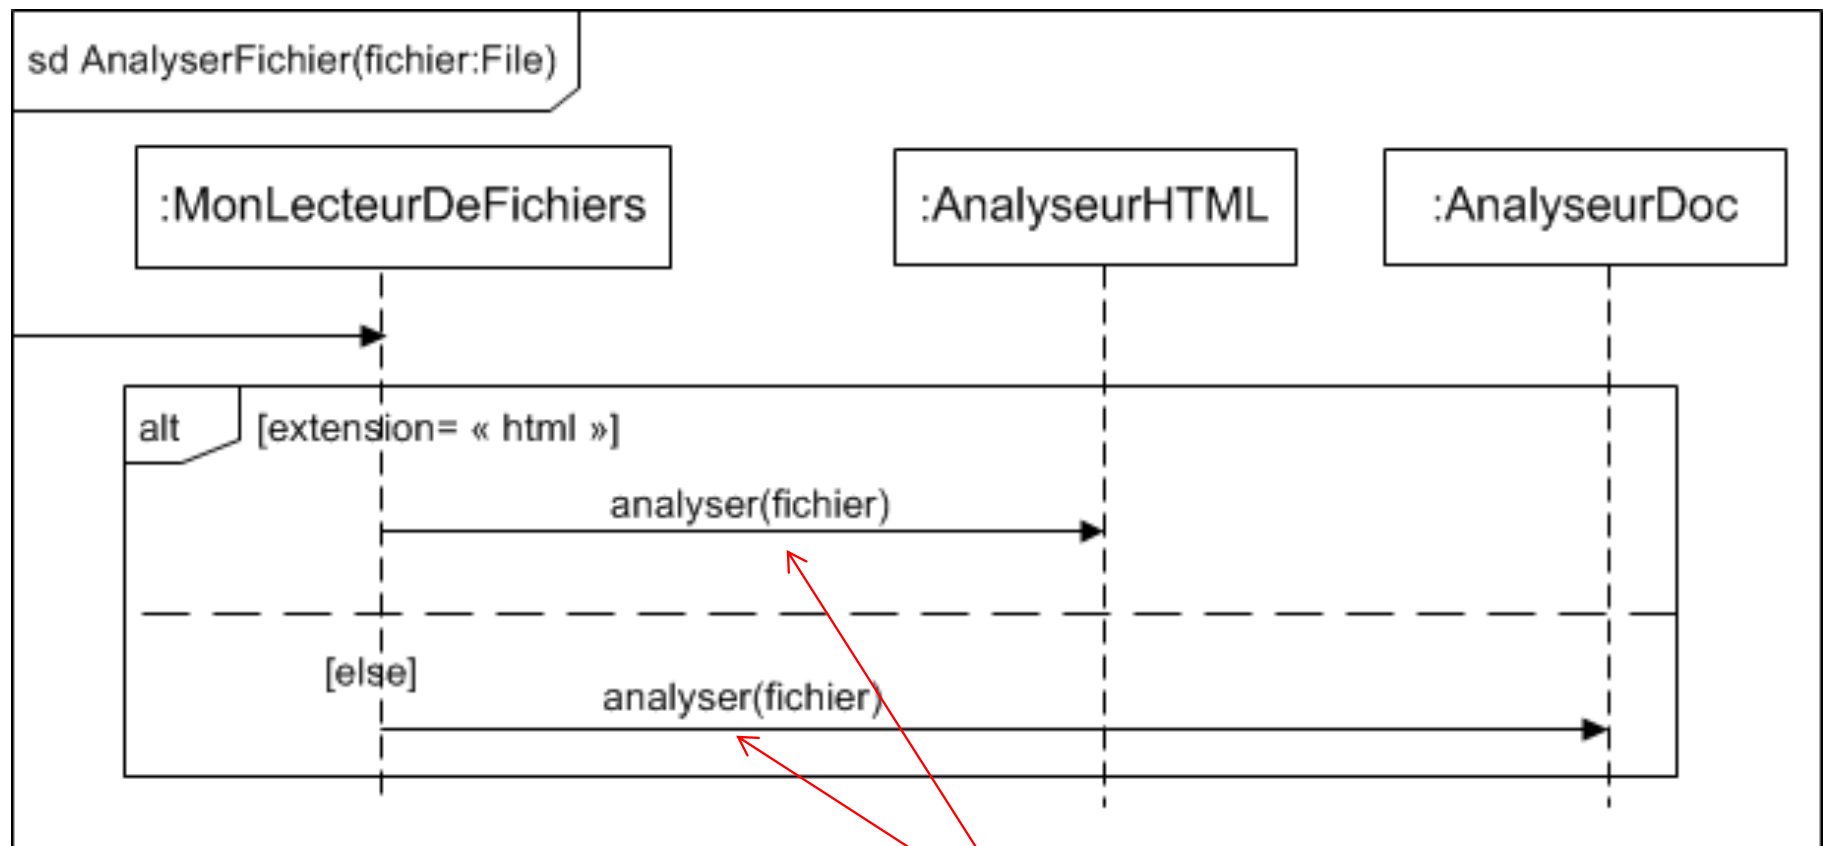 sd AnalyserFichier(fichier:File)
:MonLecteurDeFichiers
:AnalyseurHTML
:AnalyseurDoc
alt
[extension= « html »]
analyser(fichier)
[else]
analyser(fichier)